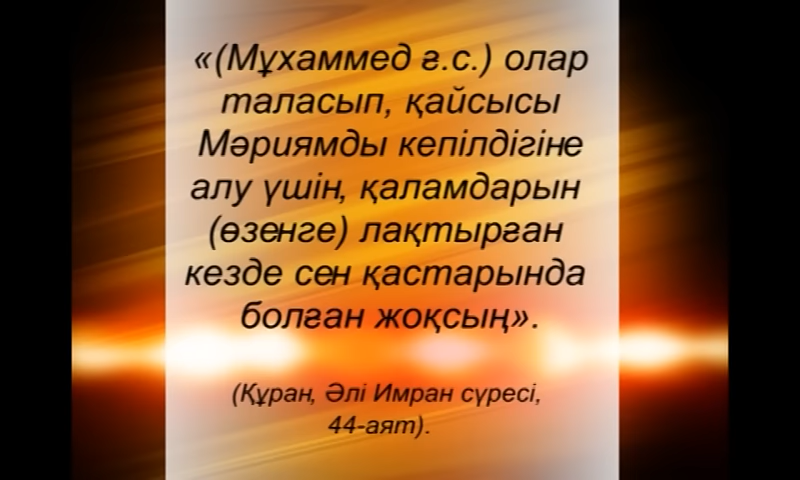 «(Мұхаммед ғ.с.) олар
таласып, қайсысы
Мәриямды кепілдігіне
алу үшін, қаламдарын
(өзенге) лақтырған
кезде сен қастарында
болған жоқсың».
(Құран, Әлі Имран сүресі,
44-аят).